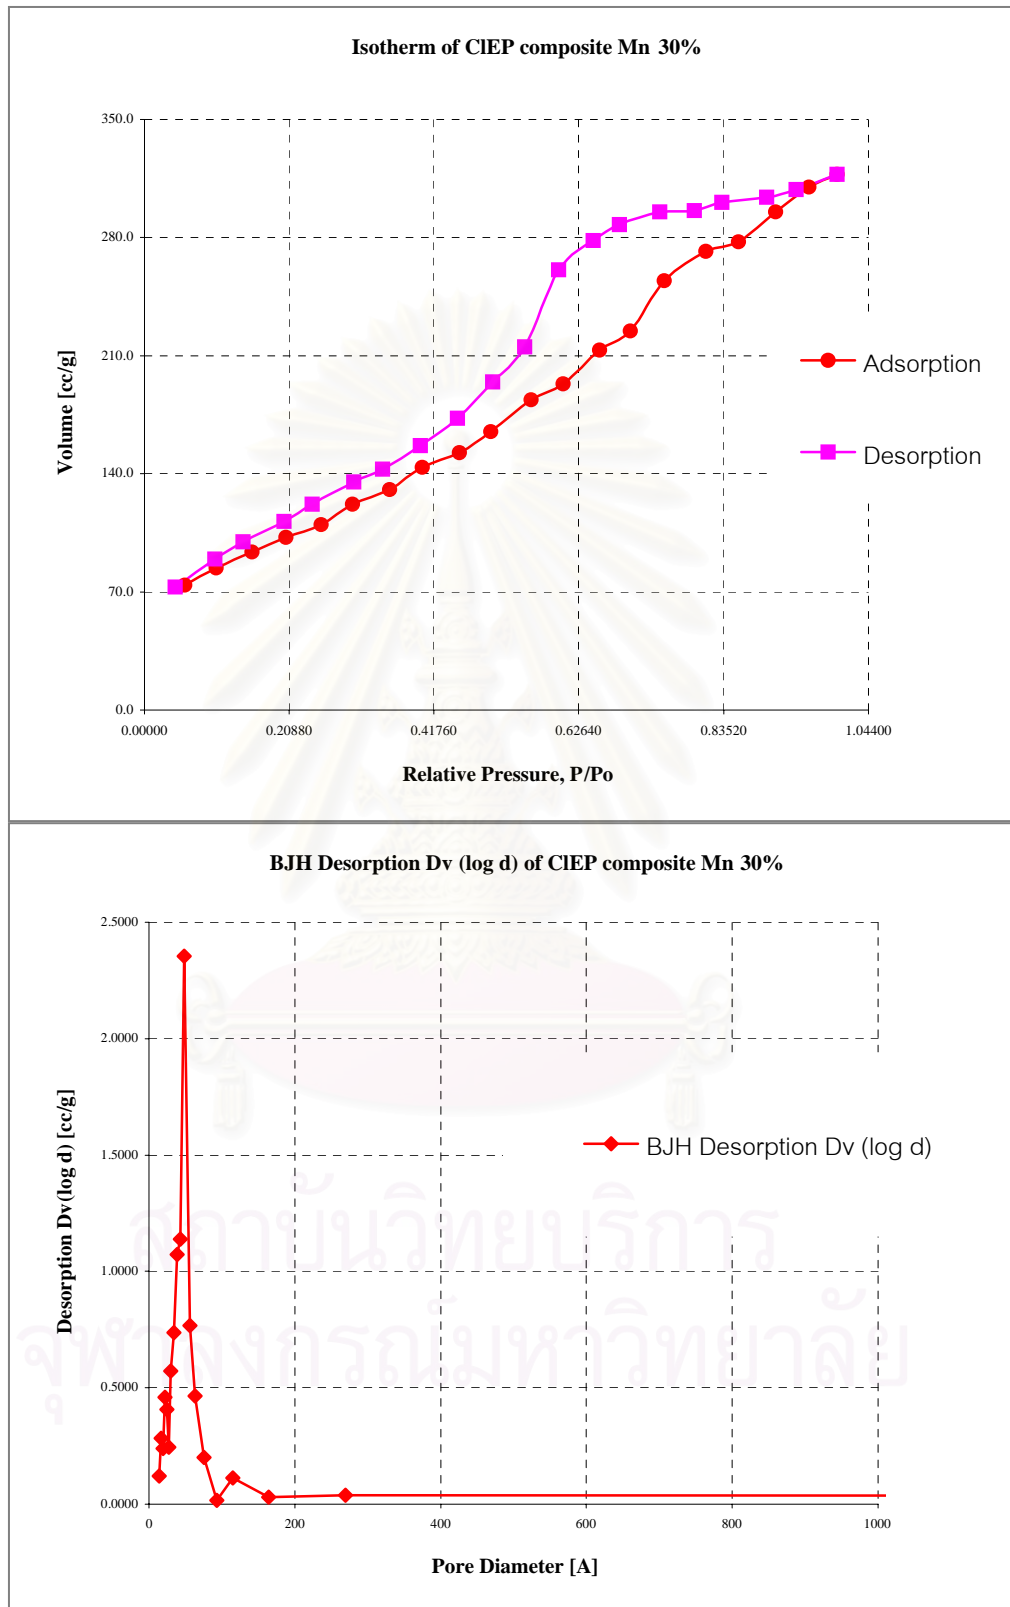 Isotherm of ClEP composite Mn 30%
350.0
280.0
210.0
140.0
70.0
0.0
Volume [cc/g]
0.00000 0.20880 0.41760 0.62640 0.83520 1.04400
Relative Pressure, P/Po
Adsorption
Desorption
BJH Desorption Dv (log d) of ClEP composite Mn 30%
2.5000
2.0000
1.5000
1.0000
0.5000
0.0000
Desorption Dv(log d) [cc/g]
0 200 400 600 800 1000
Pore Diameter [A]
BJH Desorption Dv (log d)
สถาบันวิทยบริการ
จุฬาลงกรณ์มหาวิทยาลัย